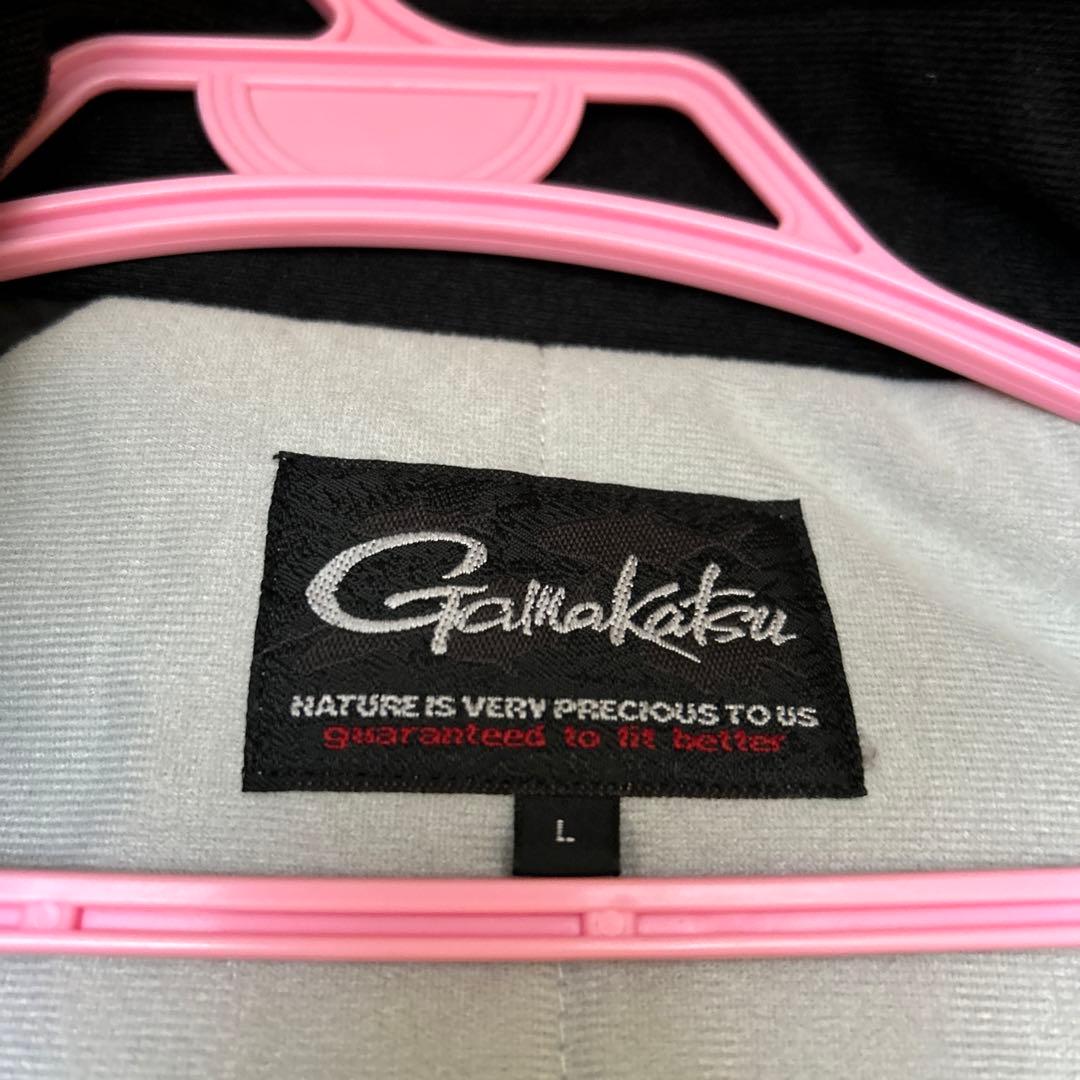 Gamakatsu
NATURE IS VERY PRECIOUS TO US
guaranteed to fit better
L